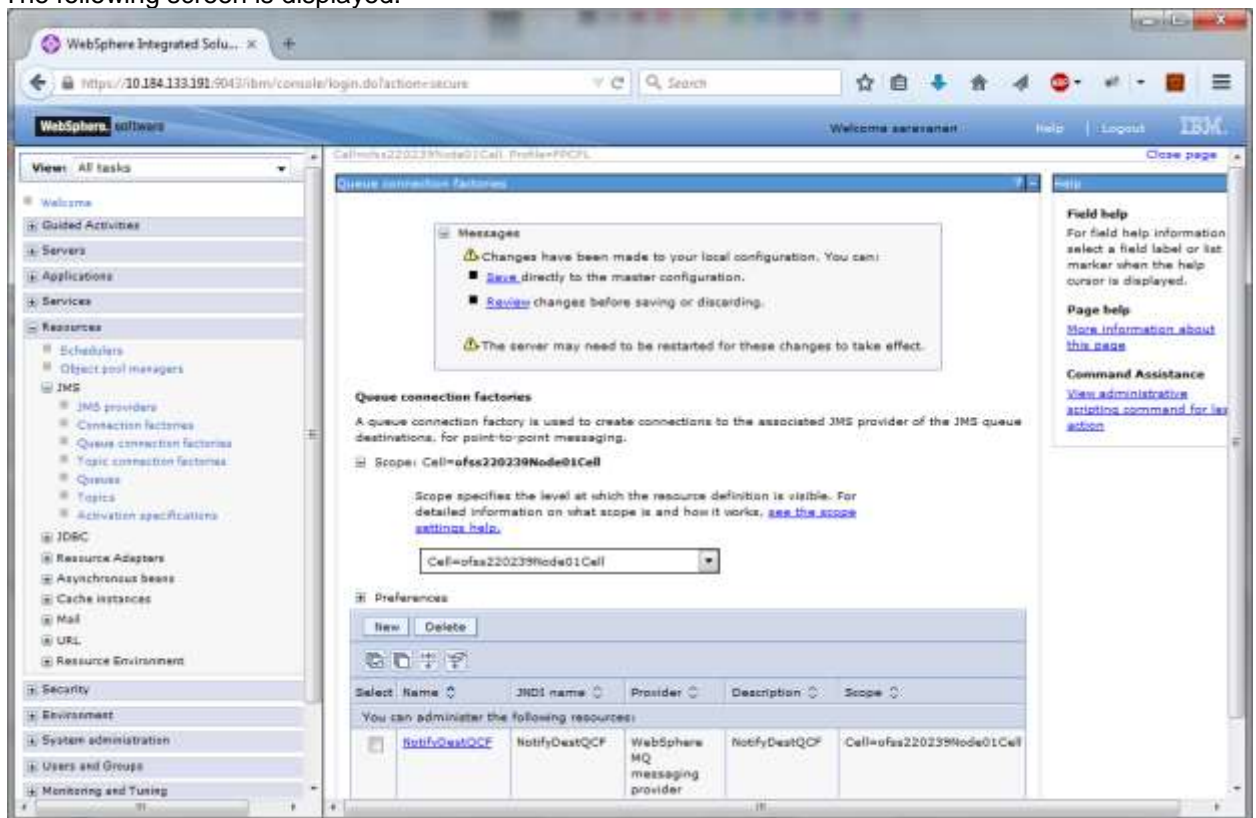 The following screen is displayed.
WebSphere Integrated Solu... × +
https://10.184.133.191:9043/ibm/console/login.do?action=secure
Search
WebSphere. software
Welcome saravanan
Help | Logout
IBM.
View: All tasks
Welcome
Guided Activities
Servers
Applications
Services
Resources
Schedulers
Object pool managers
JMS
JMS providers
Connection factories
Queue connection factories
Topic connection factories
Queues
Topics
Activation specifications
JDBC
Resource Adapters
Asynchronous beans
Cache instances
Mail
URL
Resource Environment
Security
Environment
System administration
Users and Groups
Monitoring and Tuning
Cell=ofss220239Node01Cell,
Close page
Queue connection factories ? -
Messages
Changes have been made to your local configuration. You can:
Save directly to the master configuration.
Review changes before saving or discarding.
The server may need to be restarted for these changes to take effect.
Queue connection factories
A queue connection factory is used to create connections to the associated JMS provider of the JMS queue
destinations, for point-to-point messaging.
Scope: Cell=ofss220239Node01Cell
Scope specifies the level at which the resource definition is visible. For
detailed information on what scope is and how it works, see the scope
settings help.
Cell=ofss220239Node01Cell
Preferences
New Delete
Select Name JNDI name Provider Description Scope
You can administer the following resources:
NotifyDestQCF NotifyDestQCF WebSphere NotifyDestQCF Cell=ofss220239Node01Cell
MQ
messaging
provider
Help
Field help
For field help information
select a field label or list
marker when the help
cursor is displayed.
Page help
More information about
this page
Command Assistance
View administrative
scripting command for las
action